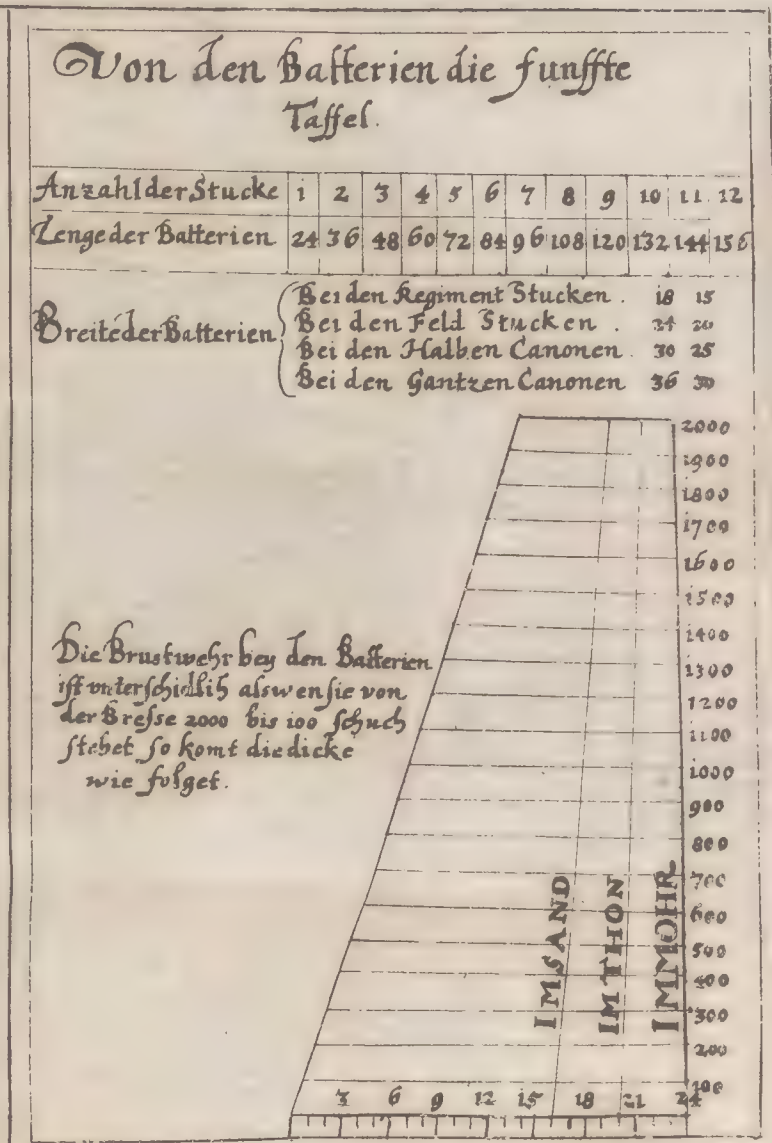 Von den Batterien die funffte
Taffel.
Anzahl der Stucke 1 2 3 4 5 6 7 8 9 10 11. 12
Lenge der Batterien 24 36 48 60 72 84 96 108 120 132 144 156
Breite der Batterien
Bei den Regiment Stucken. 18 15
Bei den Feld Stucken. 24 20
Bei den Halben Canonen. 30 25
Bei den Gantzen Canonen 36 30
2000
1900
1800
1700
1600
1500
1400
1300
1200
1100
1000
900
800
700
600
500
400
300
200
100
Die Brustwehr bey den Batterien
ist vnterschidlih als wen sie von
der Bresse 2000 bis 100 schuch
stehet so komt die dicke
wie folget.
IM SAND
IM THON
IM MOHR
3 6 9 12 15 18 21 24